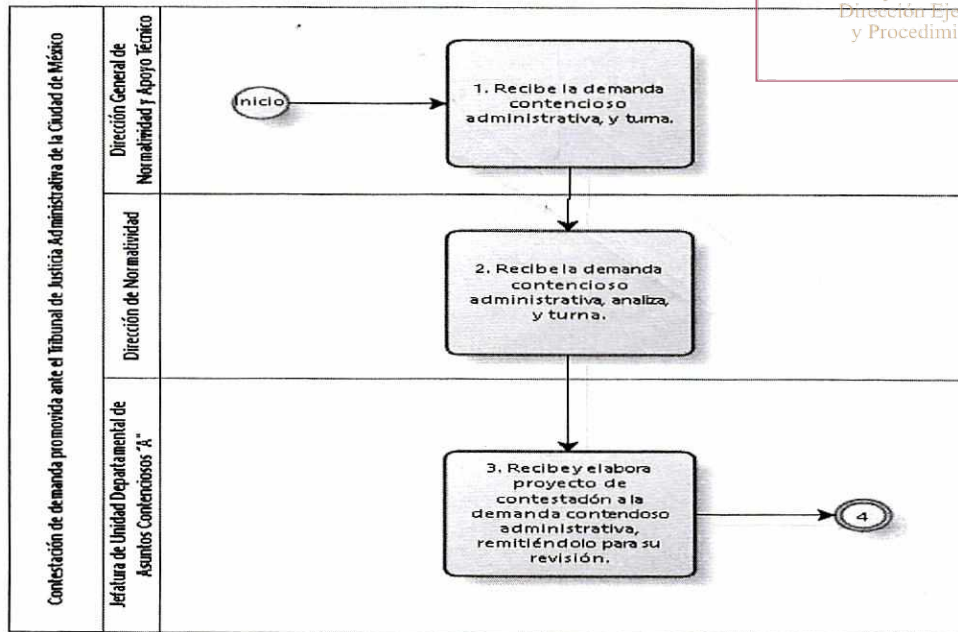 Dirección Eje
y Procedimi
Contestación de demanda promovida ante el Tribunal de Justicia Administrativa de la Ciudad de México
Dirección General de
Normatividad y Apoyo Técnico
Inicio
1. Recibe la demanda
contencioso
administrativa, y turna.
Dirección de Normatividad
2. Recibe la demanda
contencioso
administrativa, analiza,
y turna.
Jefatura de Unidad Departamental de
Asuntos Contenciosos "A"
3. Recibe y elabora
proyecto de
contestación a la
demanda contendoso
administrativa,
remitiéndolo para su
revisión.
4